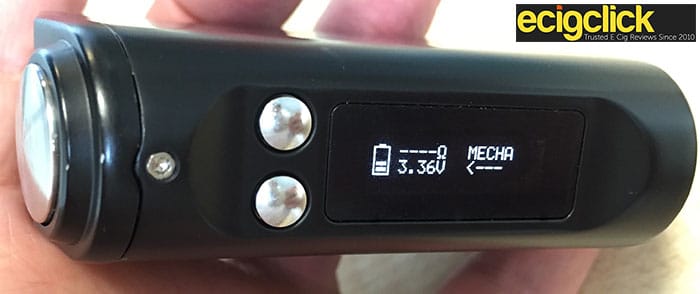 ecigclick
Trusted E Cig Reviews Since 2010
----Ω MECHA
3.36V <---